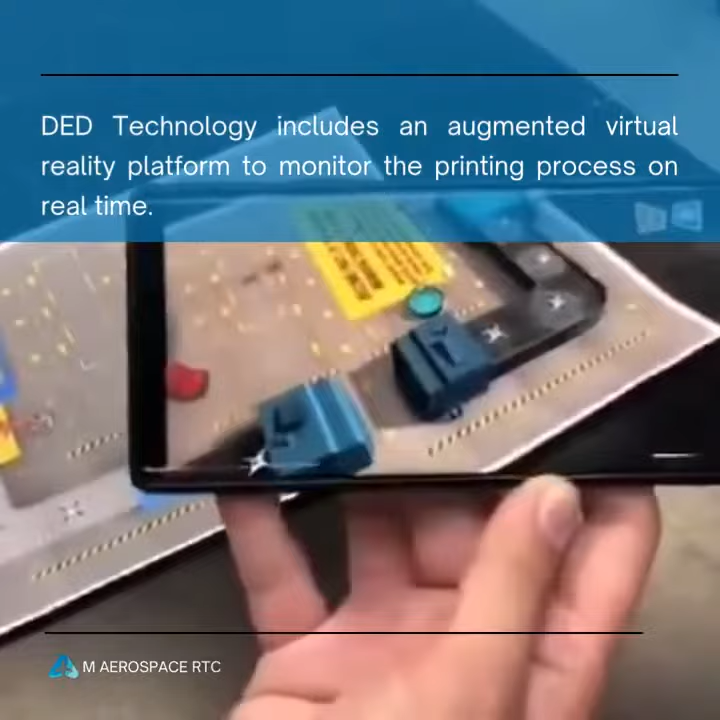 DED Technology includes an augmented virtual
reality platform to monitor the printing process on
real time.
M AEROSPACE RTC